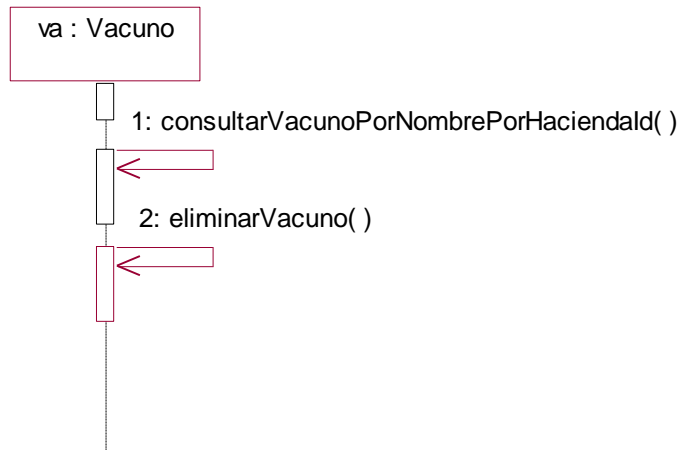 va : Vacuno
1: consultarVacunoPorNombrePorHaciendaId( )
2: eliminarVacuno( )